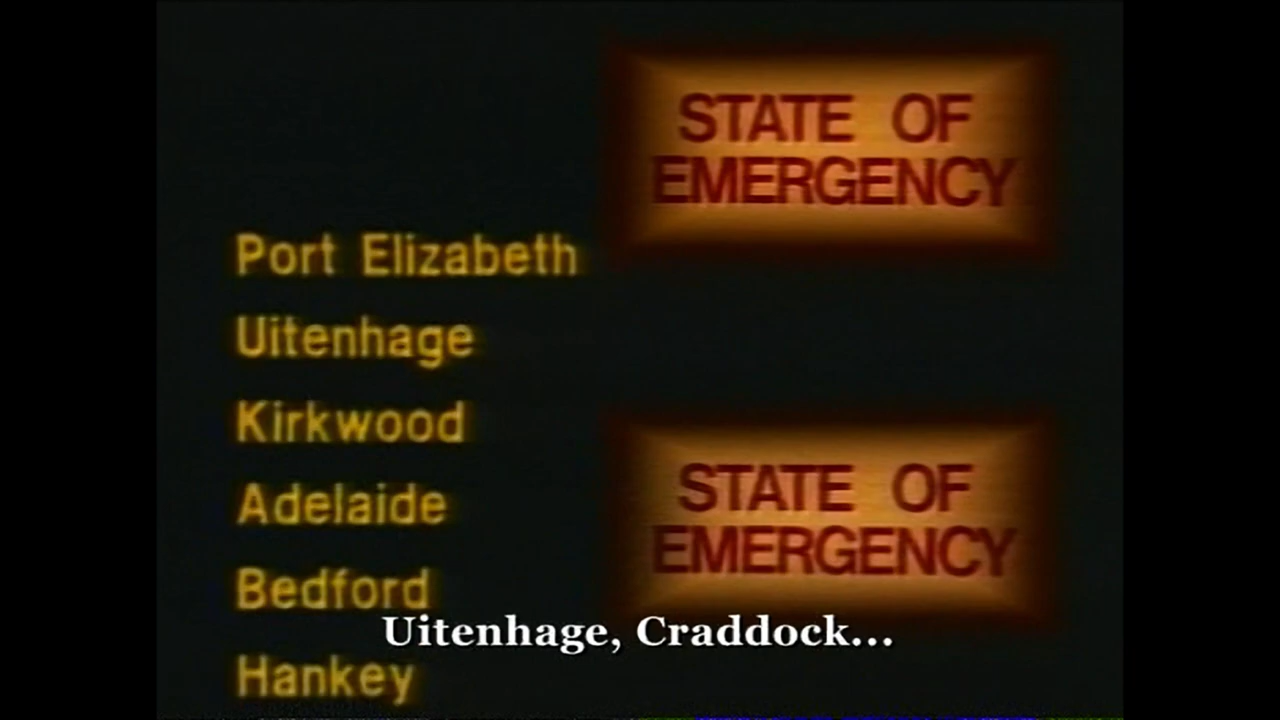 STATE OF
EMERGENCY
Port Elizabeth
Uitenhage
Kirkwood
STATE OF
EMERGENCY
Adelaide
Bedford
Uitenhage, Craddock...
Hankey